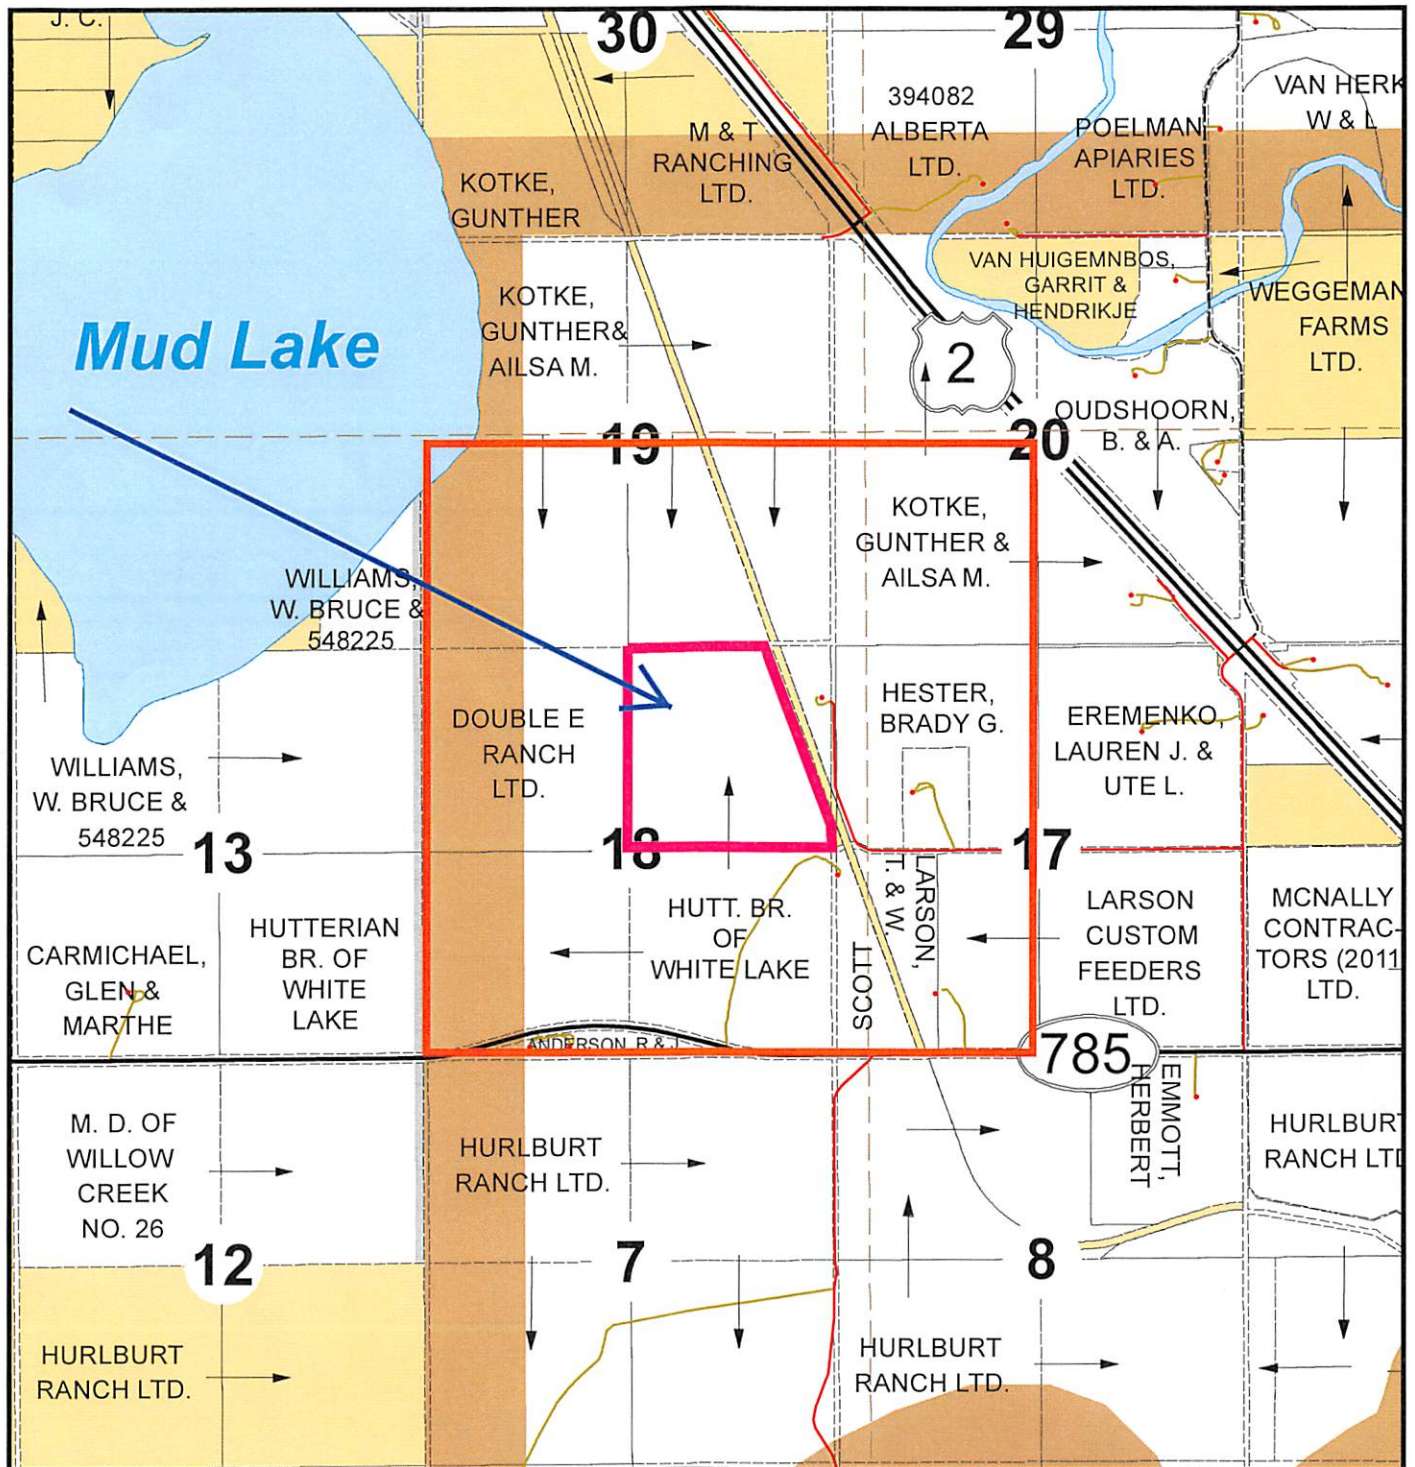 J. C.
30
29
394082
ALBERTA
LTD.
VAN HERK
W & L
M & T
RANCHING
LTD.
POELMAN
APIARIES
LTD.
KOTKE,
GUNTHER
VAN HUIGEMNBOS,
GARRIT &
HENDRIKJE
KOTKE,
GUNTHER&
AILSA M.
WEGGEMAN
FARMS
LTD.
Mud Lake
2
OUDSHOORN,
B. & A.
19
20
KOTKE,
GUNTHER &
AILSA M.
WILLIAMS,
W. BRUCE &
548225
DOUBLE E
RANCH
LTD.
HESTER,
BRADY G.
EREMENKO,
LAUREN J. &
UTE L.
WILLIAMS,
W. BRUCE &
548225
13
18
17
LARSON,
T. & W.
HUTT. BR.
OF
WHITE LAKE
SCOTT
LARSON
CUSTOM
FEEDERS
LTD.
MCNALLY
CONTRAC-
TORS (2011
LTD.
CARMICHAEL,
GLEN &
MARTHE
HUTTERIAN
BR. OF
WHITE
LAKE
ANDERSON, R & J
785
EMMOTT,
HERBERT
M. D. OF
WILLOW
CREEK
NO. 26
HURLBURT
RANCH LTD.
HURLBURT
RANCH LTD
12
7
8
HURLBURT
RANCH LTD.
HURLBURT
RANCH LTD.